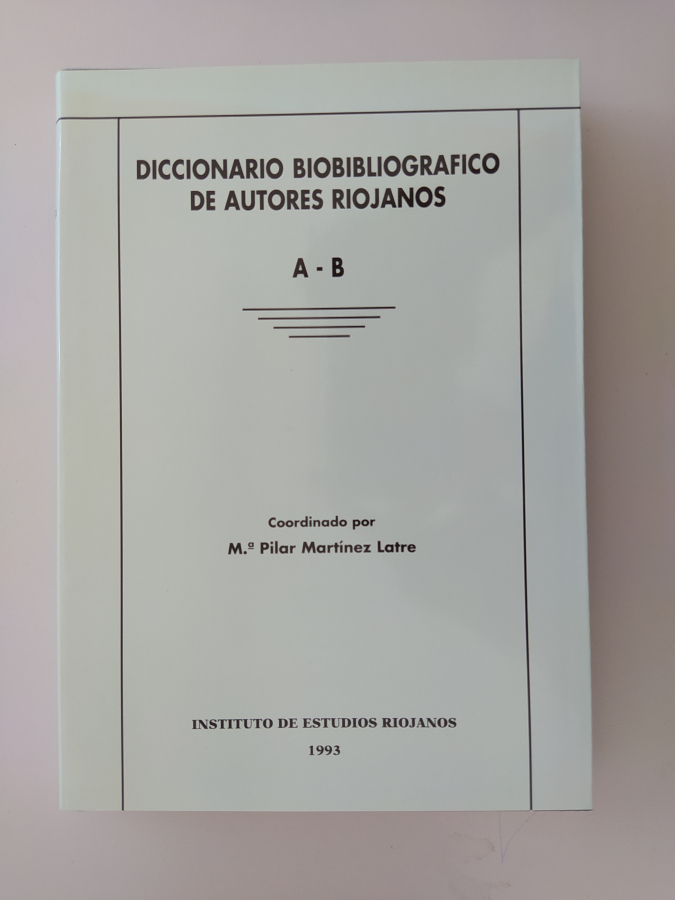 DICCIONARIO BIOBIBLIOGRAFICO
DE AUTORES RIOJANOS
A - B
Coordinado por
M.ª Pilar Martínez Latre
INSTITUTO DE ESTUDIOS RIOJANOS
1993